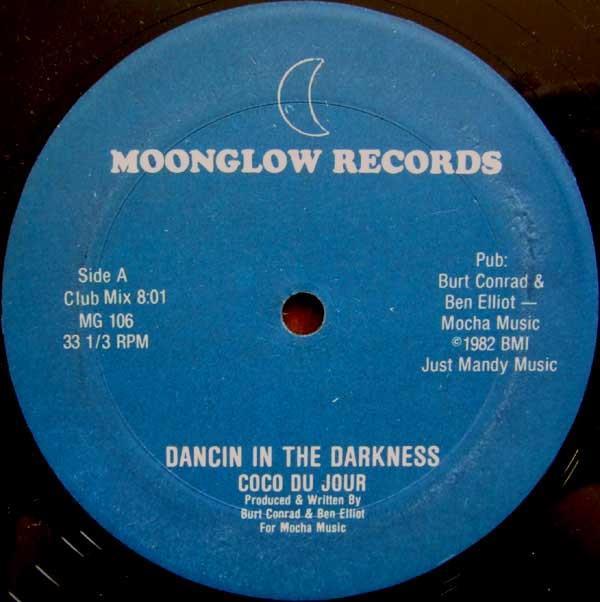 MOONGLOW RECORDS
Side A
Club Mix 8:01
MG 106
33 1/3 RPM
Pub:
Burt Conrad &
Ben Elliot —
Mocha Music
©1982 BMI
Just Mandy Music
DANCIN IN THE DARKNESS
COCO DU JOUR
Produced & Written By
Burt Conrad & Ben Elliot
For Mocha Music